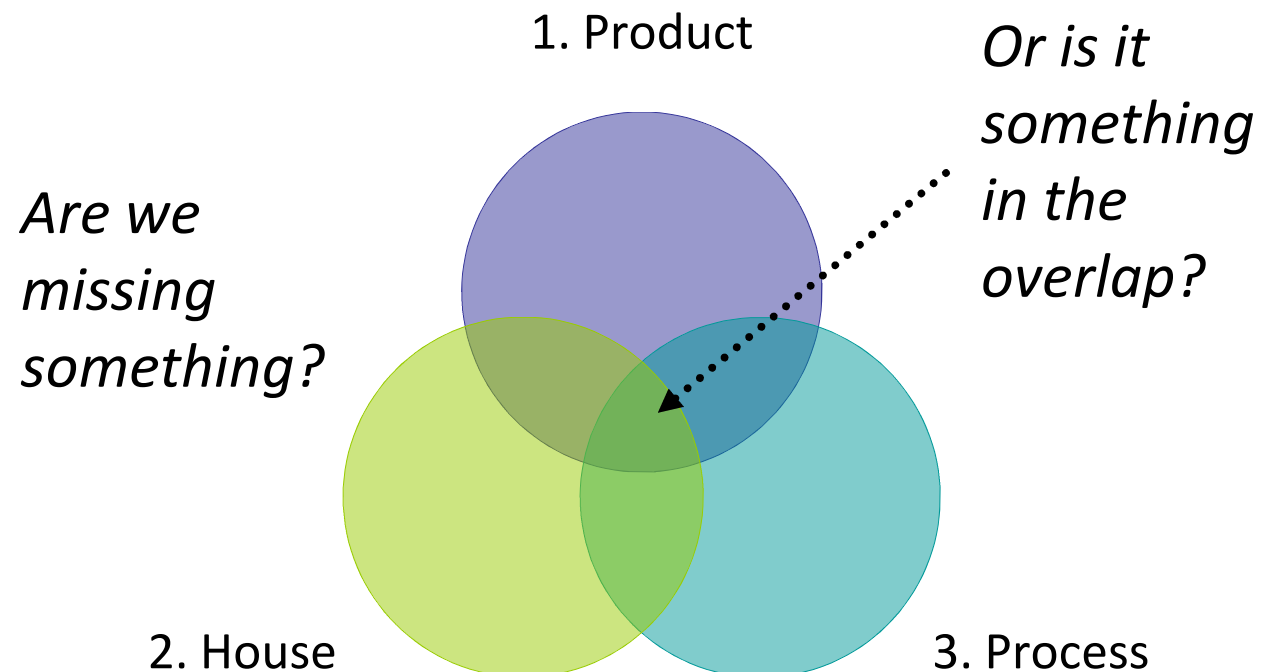 1. Product
Or is it
something
in the
overlap?
Are we
missing
something?
2. House
3. Process